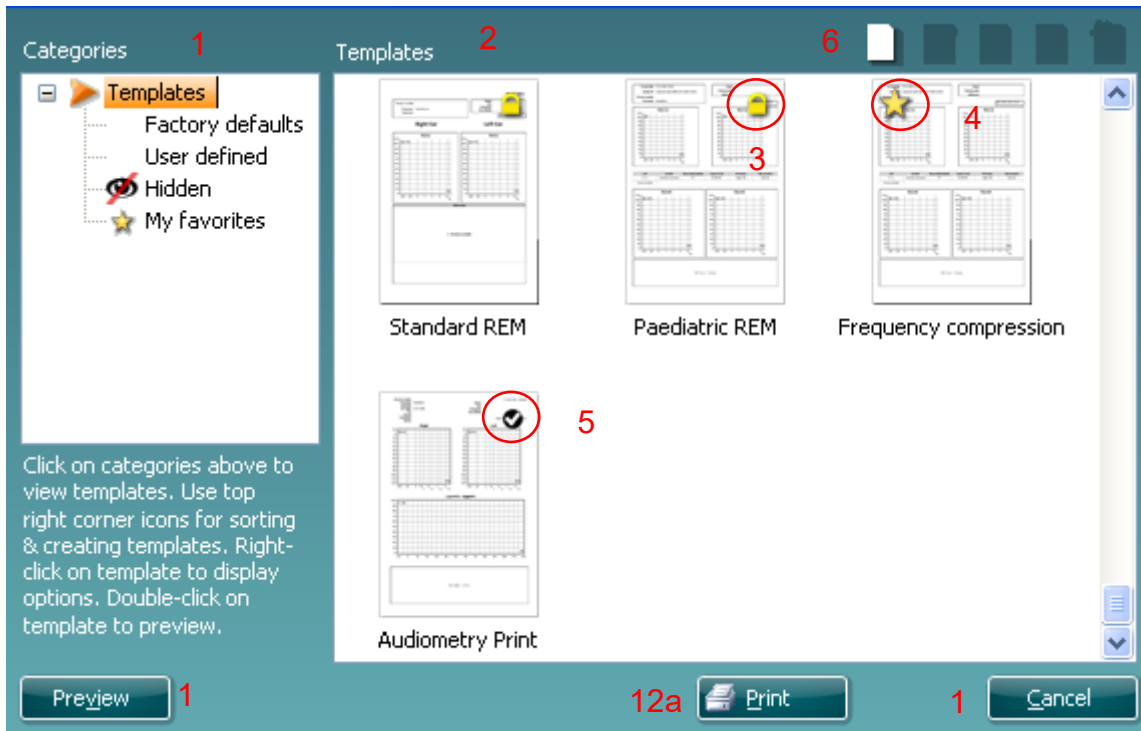 Categories 1
Templates 2
6
Templates
Factory defaults
User defined
Hidden
My favorites
3
4
Standard REM
Paediatric REM
Frequency compression
5
Audiometry Print
Click on categories above to
view templates. Use top
right corner icons for sorting
& creating templates. Right-
click on template to display
options. Double-click on
template to preview.
Preview 1
12a Print
1 Cancel